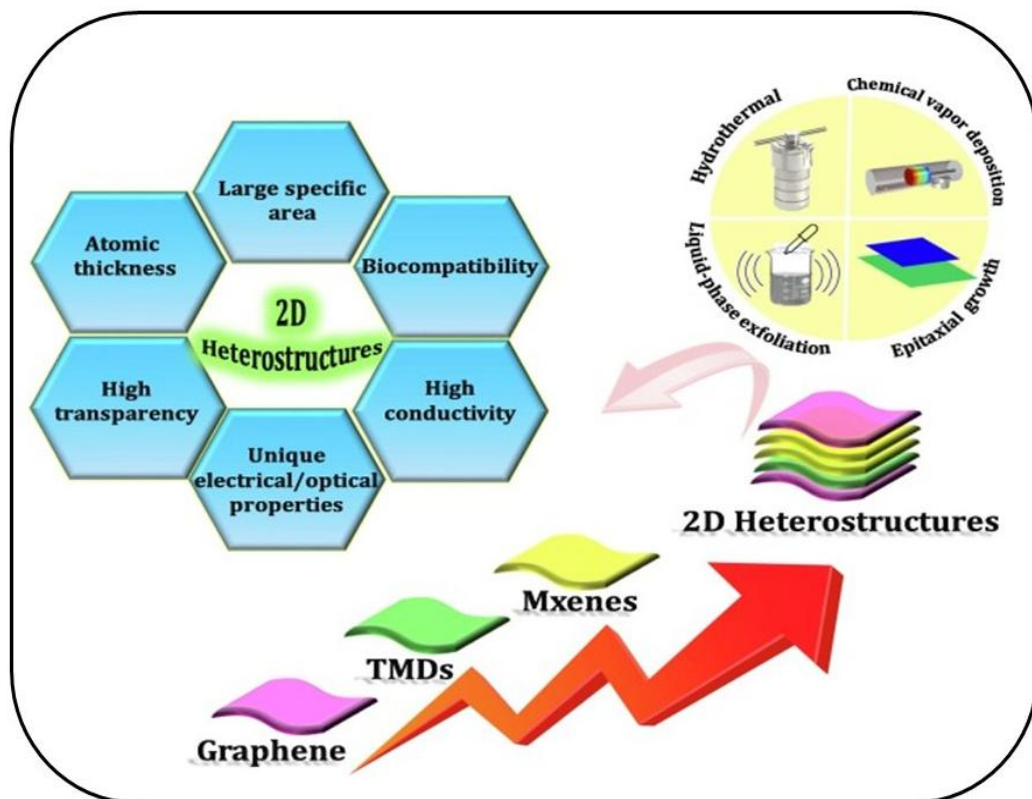 Large specific
area
Atomic
thickness
Biocompatibility
2D
Heterostructures
High
transparency
High
conductivity
Unique
electrical/optical
properties
Hydrothermal
Chemical vapor deposition
Liquid-phase exfoliation
Epitaxial growth
2D Heterostructures
Mxenes
TMDs
Graphene